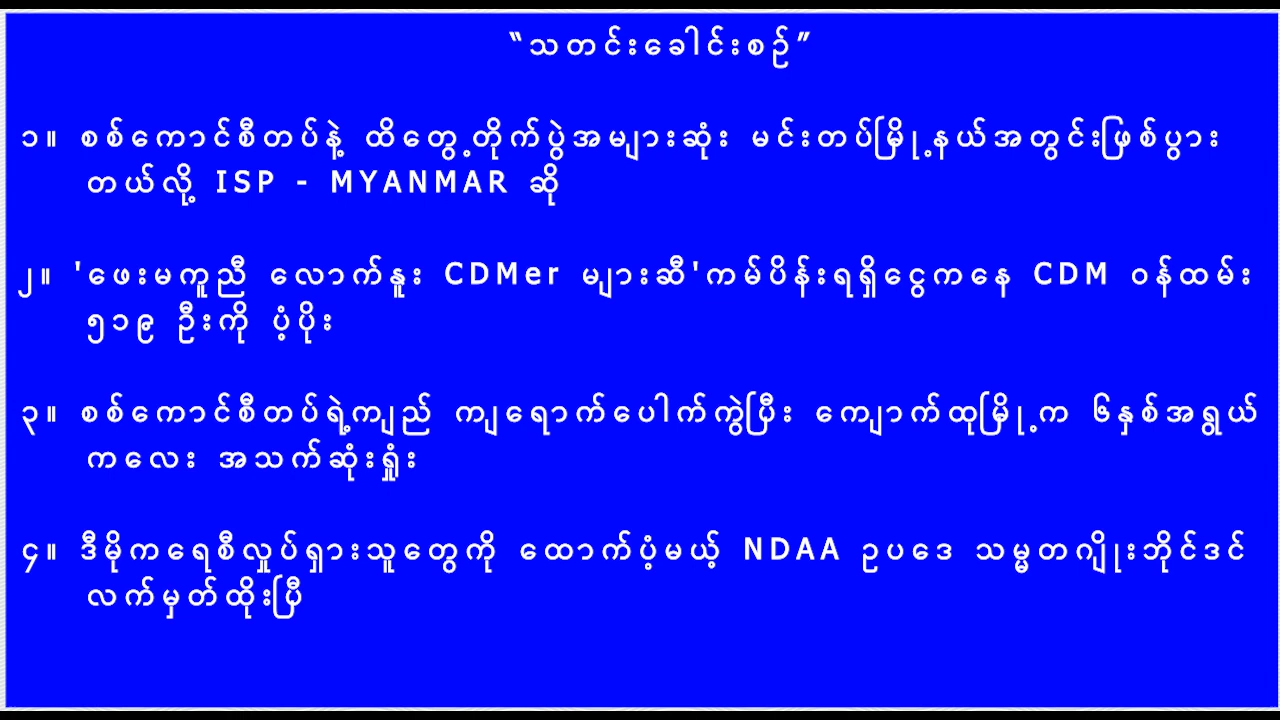 “သတင်းခေါင်းစဉ်”
၁။ စစ်ကောင်စီတပ်နဲ့ ထိတွေ့တိုက်ပွဲအများဆုံး မင်းတပ်မြို့နယ်အတွင်းဖြစ်ပွား
တယ်လို့ ISP - MYANMAR ဆို
၂။ 'ဖေးမကူညီ လောက်နူး CDMer များဆီ'ကမ်ပိန်းရရှိငွေကနေ CDM ဝန်ထမ်း
၅၁၉ ဦးကို ပံ့ပိုး
၃။ စစ်ကောင်စီတပ်ရဲ့ကျည် ကျရောက်ပေါက်ကွဲပြီး ကျောက်ထုမြို့က ၆နှစ်အရွယ်
ကလေး အသက်ဆုံးရှုံး
၄။ ဒီမိုကရေစီလှုပ်ရှားသူတွေကို ထောက်ပံ့မယ့် NDAA ဥပဒေ သမ္မတဂျိုးဘိုင်ဒင်
လက်မှတ်ထိုးပြီ